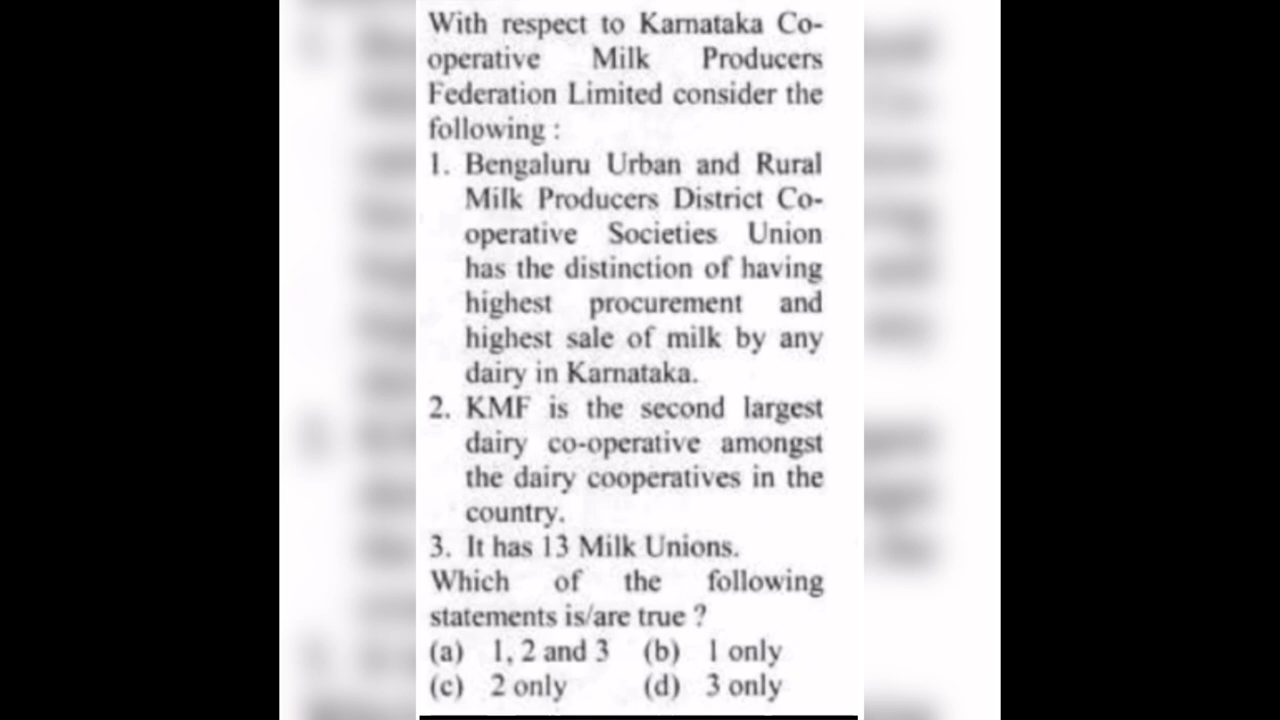 With respect to Karnataka Co-
operative Milk Producers
Federation Limited consider the
following :
1. Bengaluru Urban and Rural
Milk Producers District Co-
operative Societies Union
has the distinction of having
highest procurement and
highest sale of milk by any
dairy in Karnataka.
2. KMF is the second largest
dairy co-operative amongst
the dairy cooperatives in the
country.
3. It has 13 Milk Unions.
Which of the following
statements is/are true ?
(a) 1, 2 and 3 (b) 1 only
(c) 2 only (d) 3 only